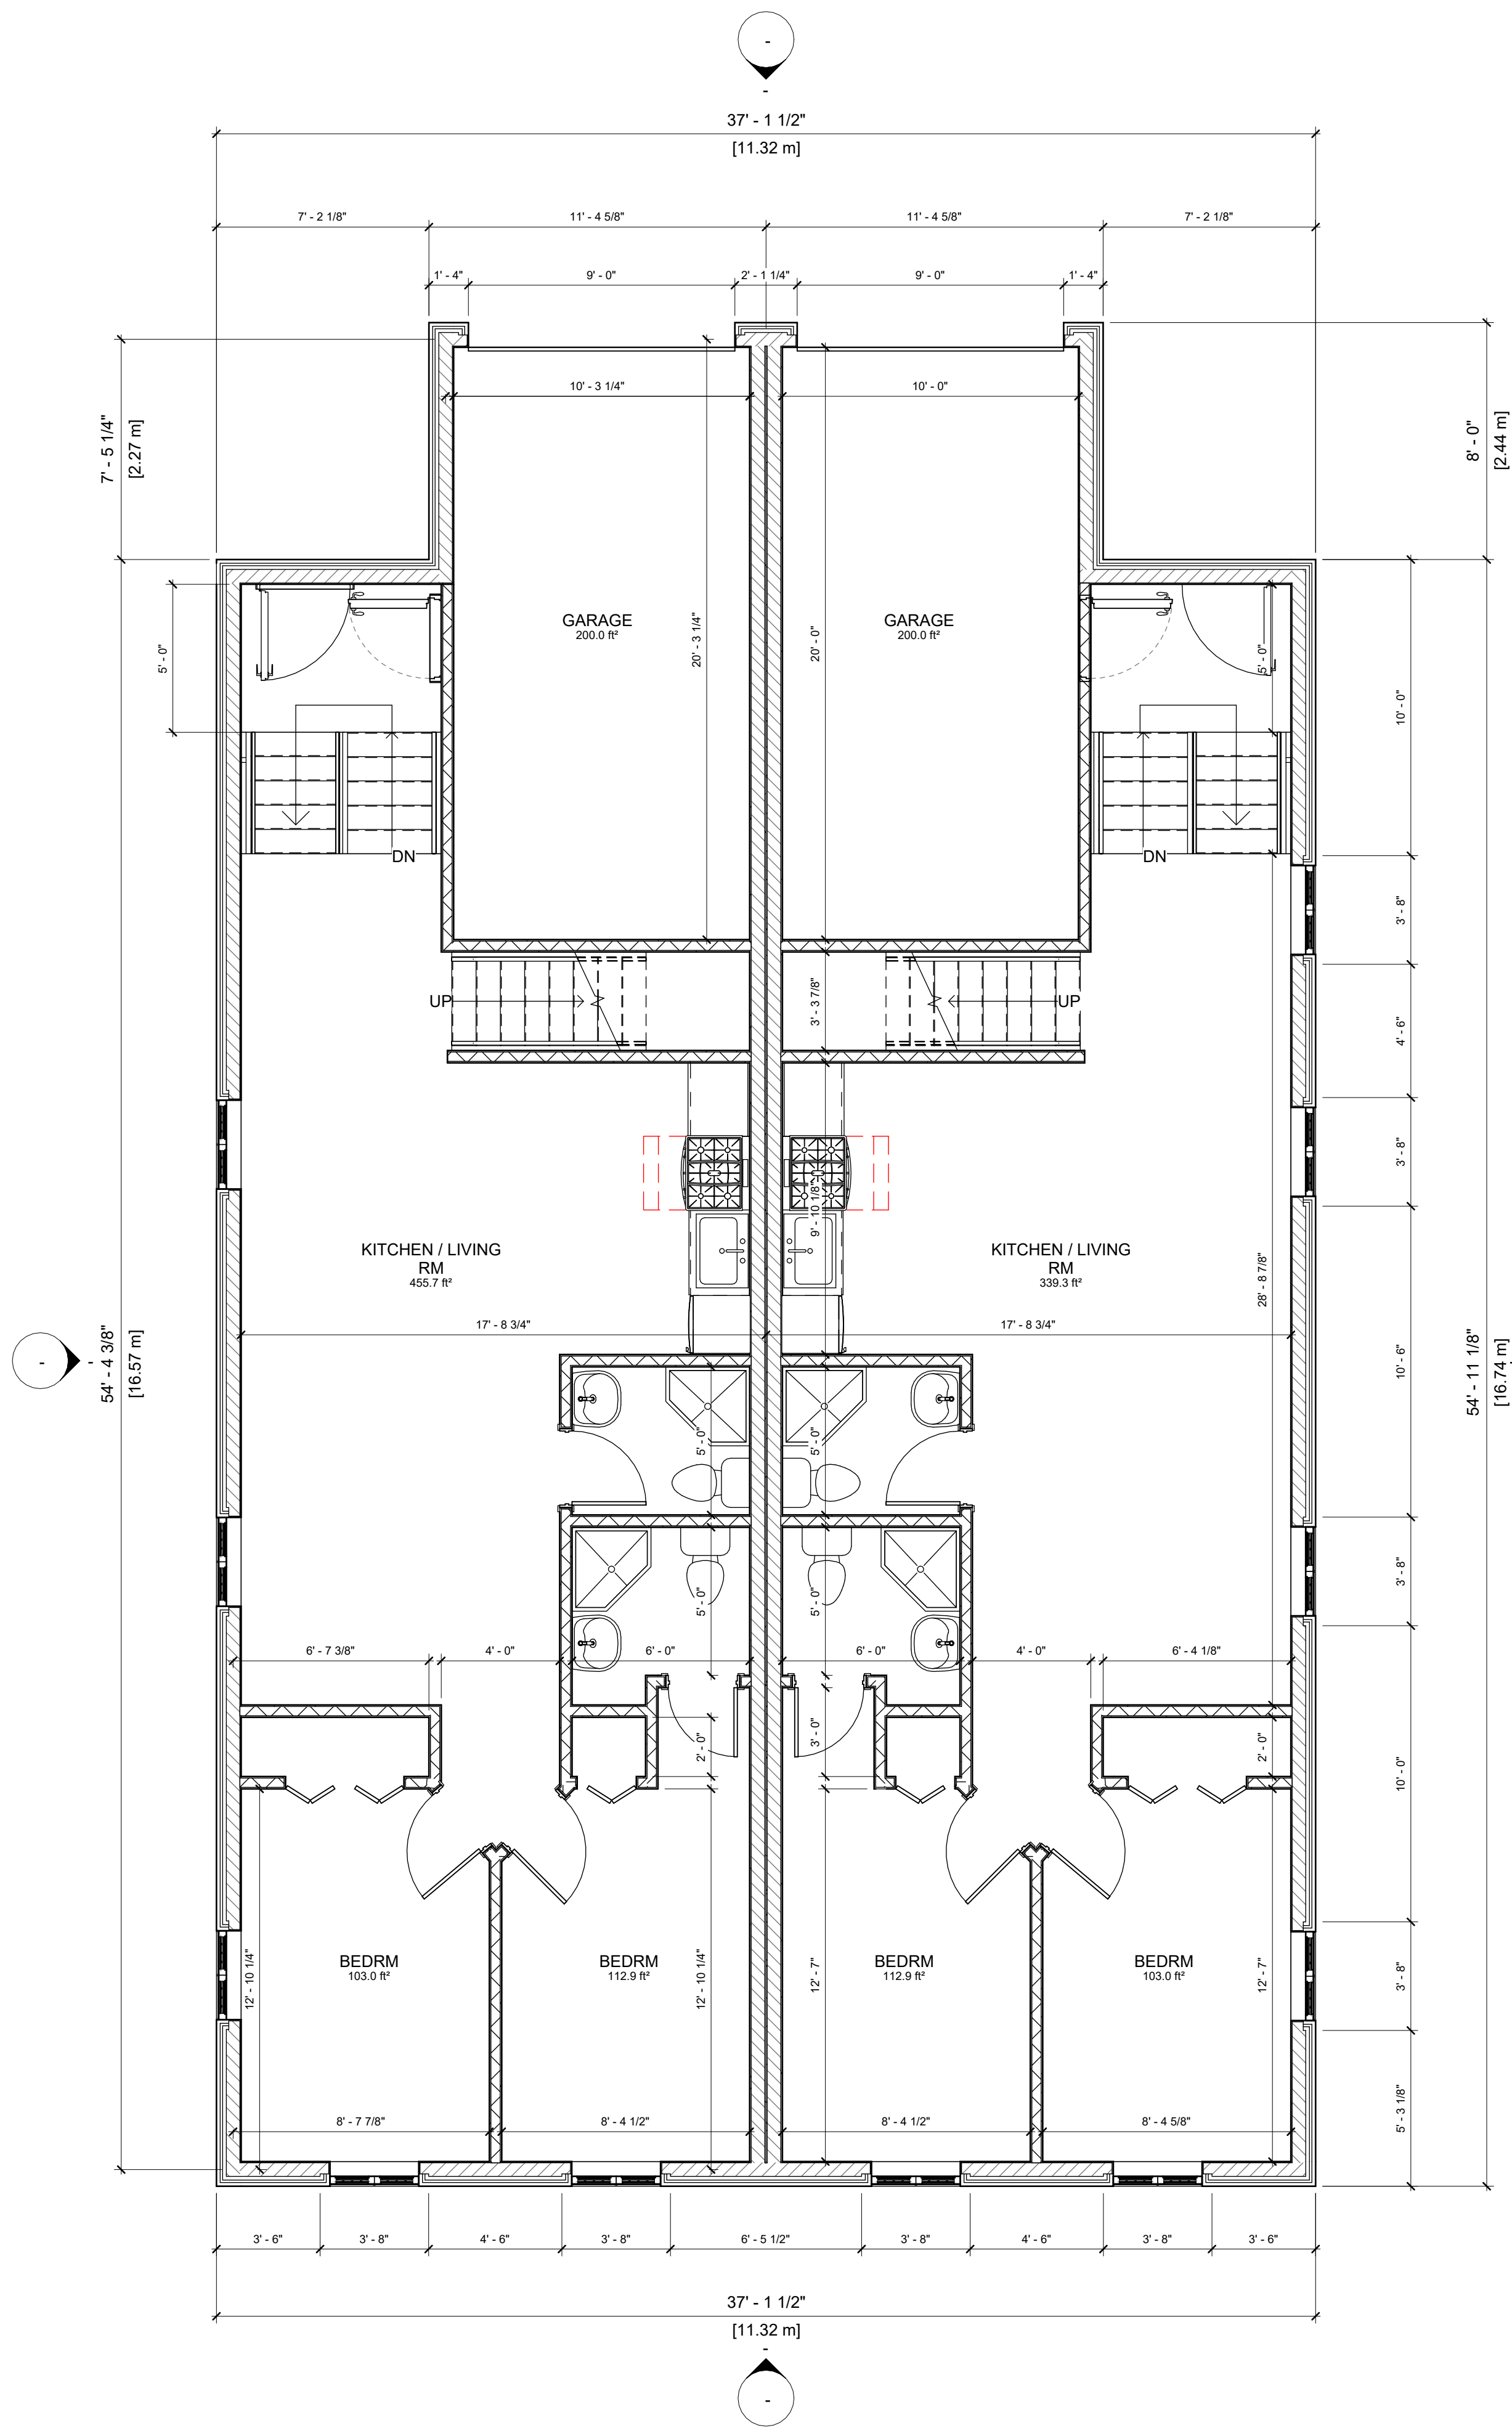 -
-
37' - 1 1/2"
[11.32 m]
7' - 2 1/8"
11' - 4 5/8"
11' - 4 5/8"
7' - 2 1/8"
1' - 4"
9' - 0"
2' - 1 1/4"
9' - 0"
1' - 4"
7' - 5 1/4"
[2.27 m]
10' - 3 1/4"
10' - 0"
8' - 0"
[2.44 m]
5' - 0"
GARAGE
200.0 ft²
20' - 3 1/4"
20' - 0"
GARAGE
200.0 ft²
5' - 0"
10' - 0"
DN
DN
3' - 8"
UP
3' - 3 7/8"
UP
4' - 6"
3' - 8"
9' - 10 1/8"
KITCHEN / LIVING
RM
455.7 ft²
KITCHEN / LIVING
RM
339.3 ft²
28' - 8 7/8"
17' - 8 3/4"
17' - 8 3/4"
-
-
54' - 4 3/8"
[16.57 m]
10' - 6"
54' - 11 1/8"
[16.74 m]
5' - 0"
5' - 0"
5' - 0"
5' - 0"
3' - 8"
6' - 7 3/8"
4' - 0"
6' - 0"
6' - 0"
4' - 0"
6' - 4 1/8"
2' - 0"
3' - 0"
2' - 0"
10' - 0"
12' - 10 1/4"
BEDRM
103.0 ft²
BEDRM
112.9 ft²
12' - 10 1/4"
12' - 7"
BEDRM
112.9 ft²
BEDRM
103.0 ft²
12' - 7"
3' - 8"
8' - 7 7/8"
8' - 4 1/2"
8' - 4 1/2"
8' - 4 5/8"
5' - 3 1/8"
3' - 6"
3' - 8"
4' - 6"
3' - 8"
6' - 5 1/2"
3' - 8"
4' - 6"
3' - 8"
3' - 6"
37' - 1 1/2"
[11.32 m]
-
-